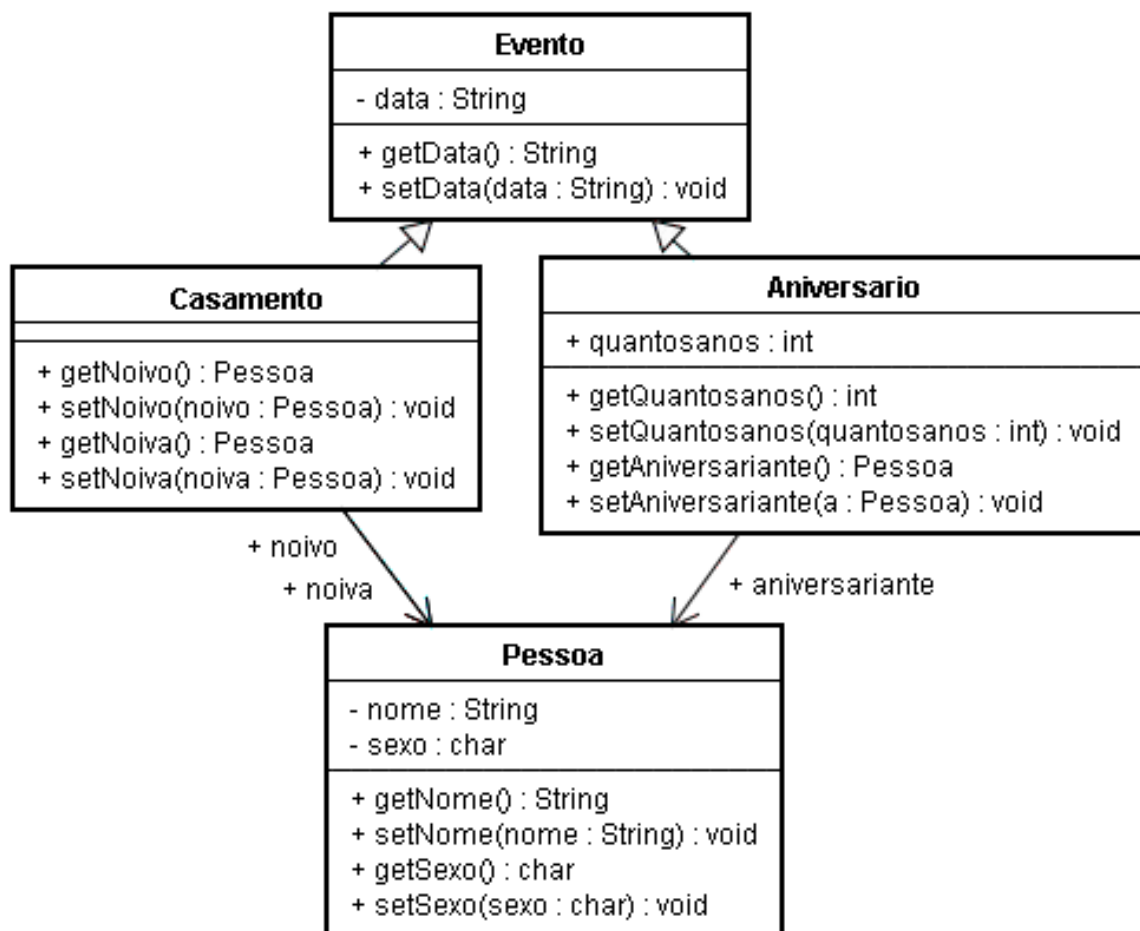 Evento
- data : String
+ getData() : String
+ setData(data : String) : void
Casamento
+ getNoivo() : Pessoa
+ setNoivo(noivo : Pessoa) : void
+ getNoiva() : Pessoa
+ setNoiva(noiva : Pessoa) : void
Aniversario
+ quantosanos : int
+ getQuantosanos() : int
+ setQuantosanos(quantosanos : int) : void
+ getAniversariante() : Pessoa
+ setAniversariante(a : Pessoa) : void
+ noivo
+ noiva
+ aniversariante
Pessoa
- nome : String
- sexo : char
+ getNome() : String
+ setNome(nome : String) : void
+ getSexo() : char
+ setSexo(sexo : char) : void